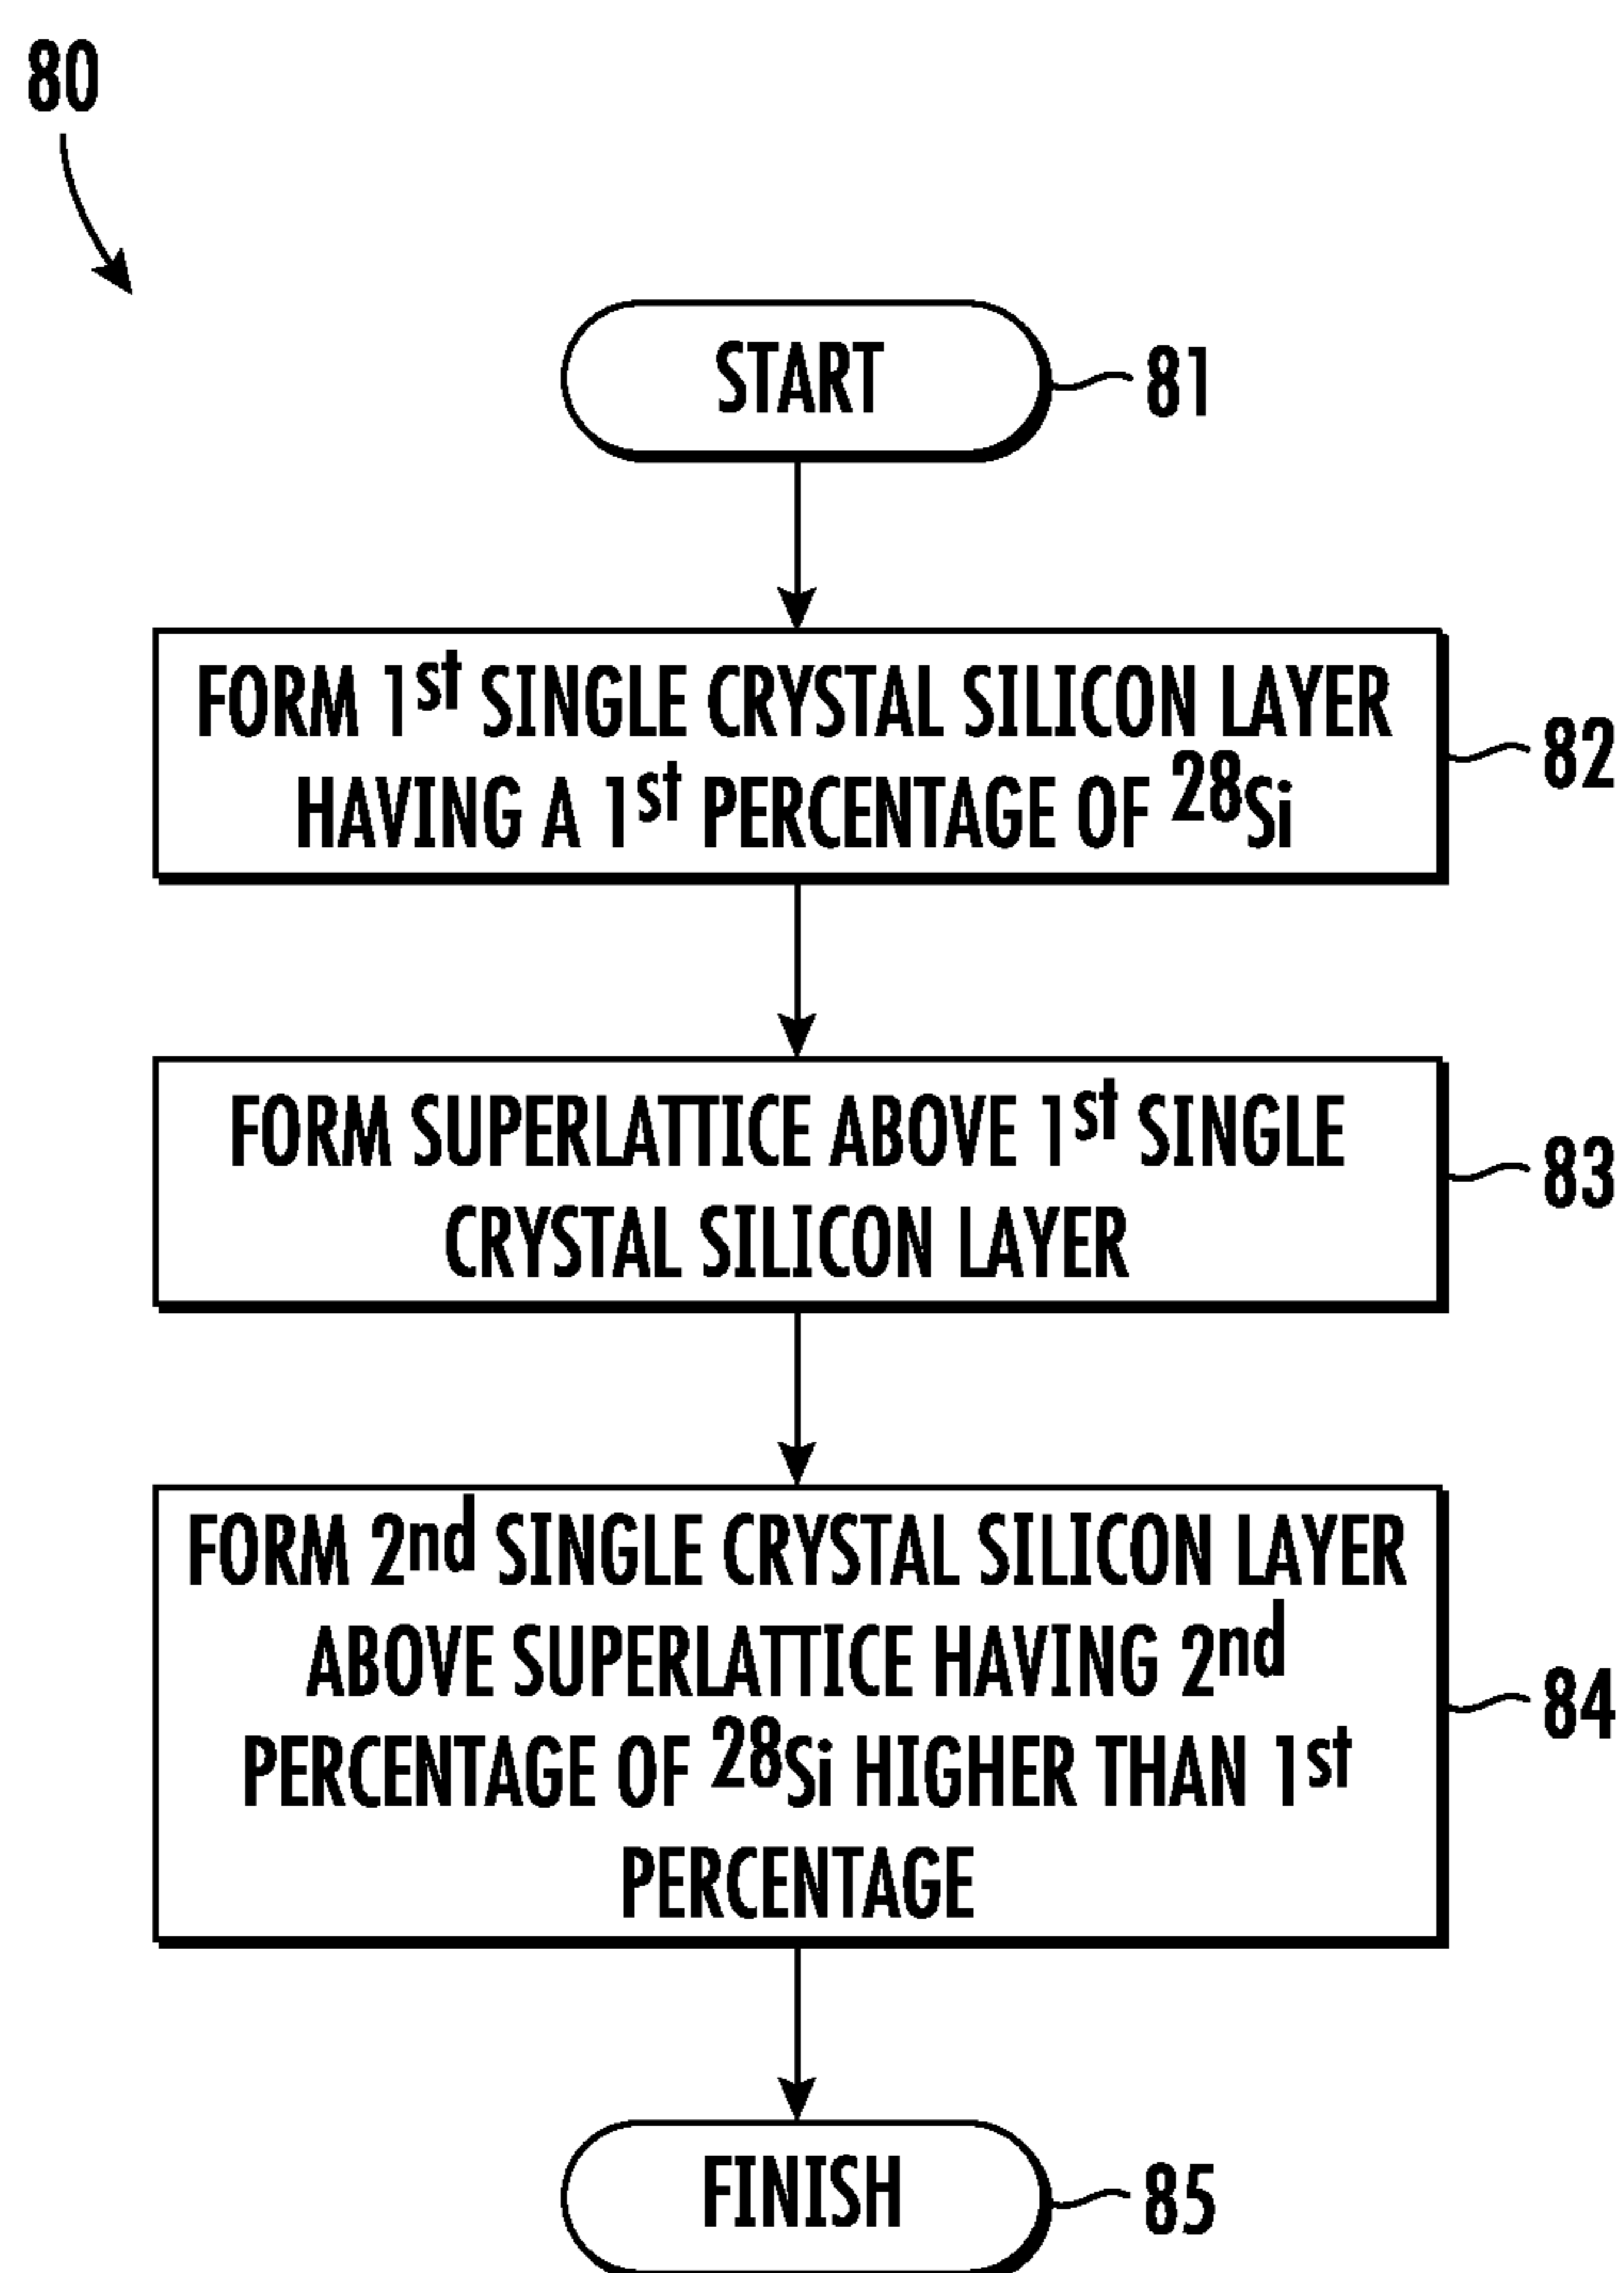 80
START
81
FORM 1st SINGLE CRYSTAL SILICON LAYER
HAVING A 1st PERCENTAGE OF 28Si
82
FORM SUPERLATTICE ABOVE 1st SINGLE
CRYSTAL SILICON LAYER
83
FORM 2nd SINGLE CRYSTAL SILICON LAYER
ABOVE SUPERLATTICE HAVING 2nd
PERCENTAGE OF 28Si HIGHER THAN 1st
PERCENTAGE
84
FINISH
85